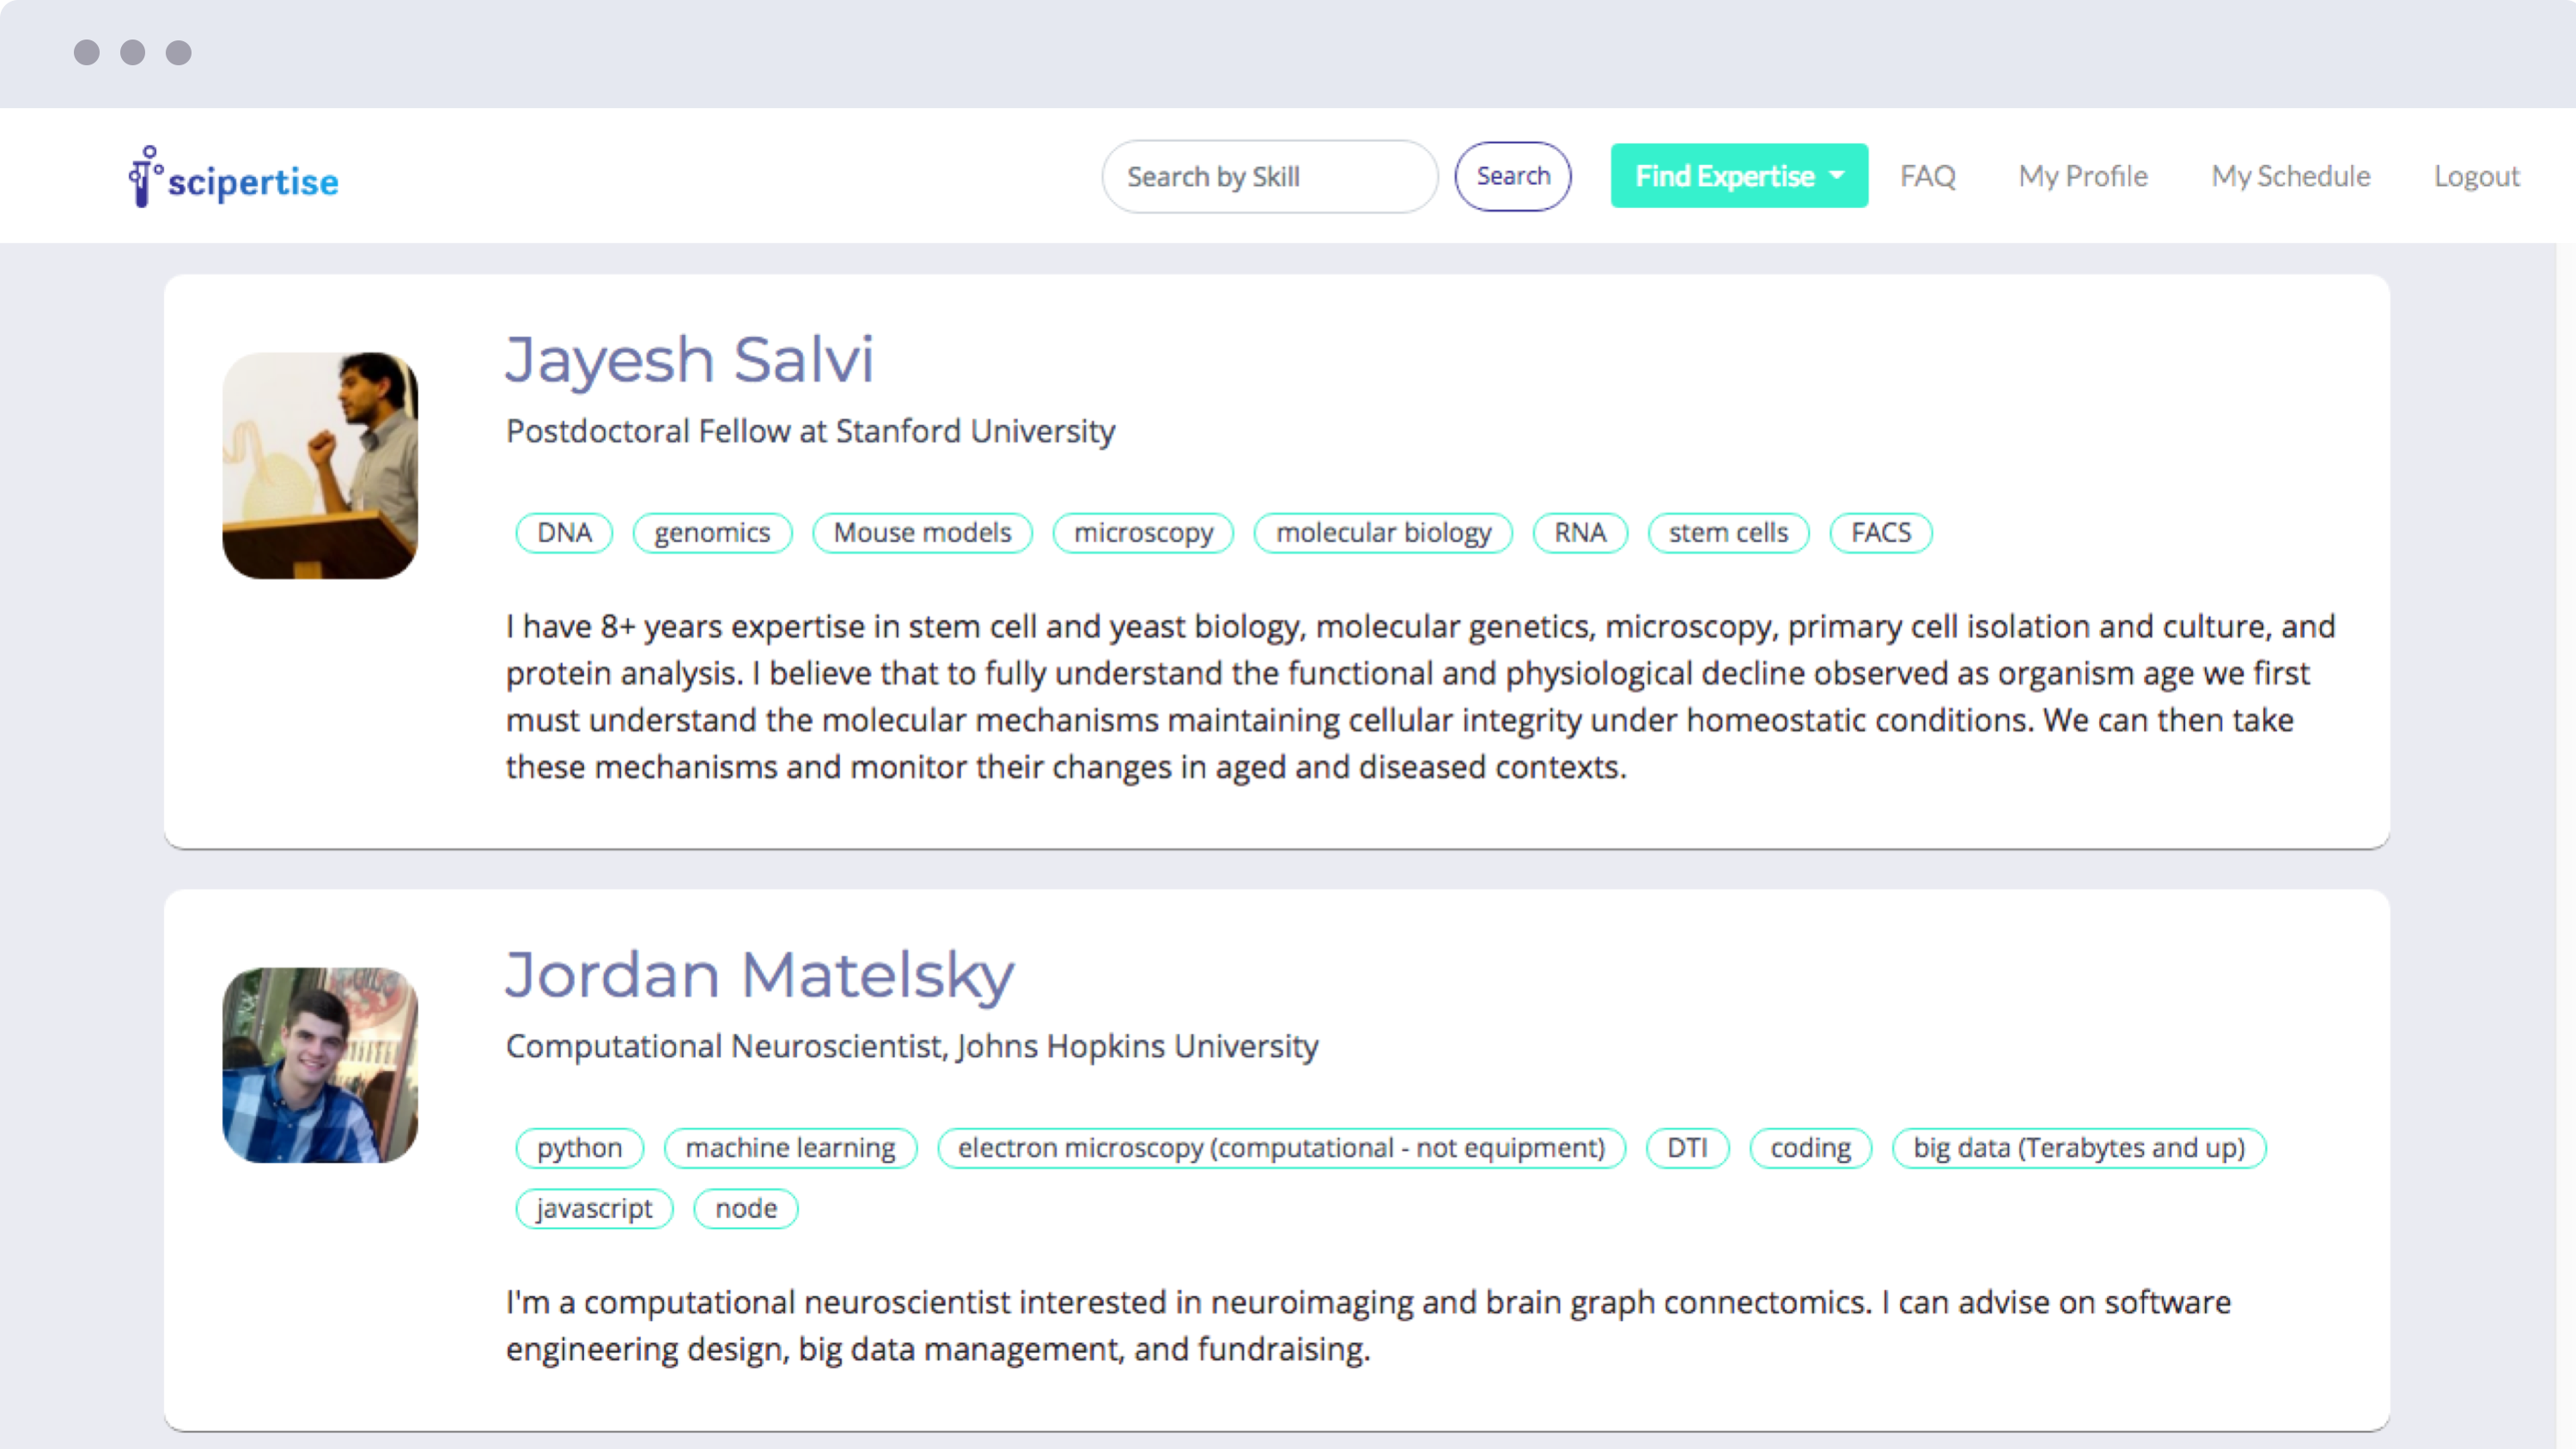 scipertise
Search by Skill Search Find Expertise FAQ My Profile My Schedule Logout
Jayesh Salvi
Postdoctoral Fellow at Stanford University
DNA genomics Mouse models microscopy molecular biology RNA stem cells FACS
I have 8+ years expertise in stem cell and yeast biology, molecular genetics, microscopy, primary cell isolation and culture, and
protein analysis. I believe that to fully understand the functional and physiological decline observed as organism age we first
must understand the molecular mechanisms maintaining cellular integrity under homeostatic conditions. We can then take
these mechanisms and monitor their changes in aged and diseased contexts.
Jordan Matelsky
Computational Neuroscientist, Johns Hopkins University
python machine learning electron microscopy (computational - not equipment) DTI coding big data (Terabytes and up)
javascript node
I'm a computational neuroscientist interested in neuroimaging and brain graph connectomics. I can advise on software
engineering design, big data management, and fundraising.